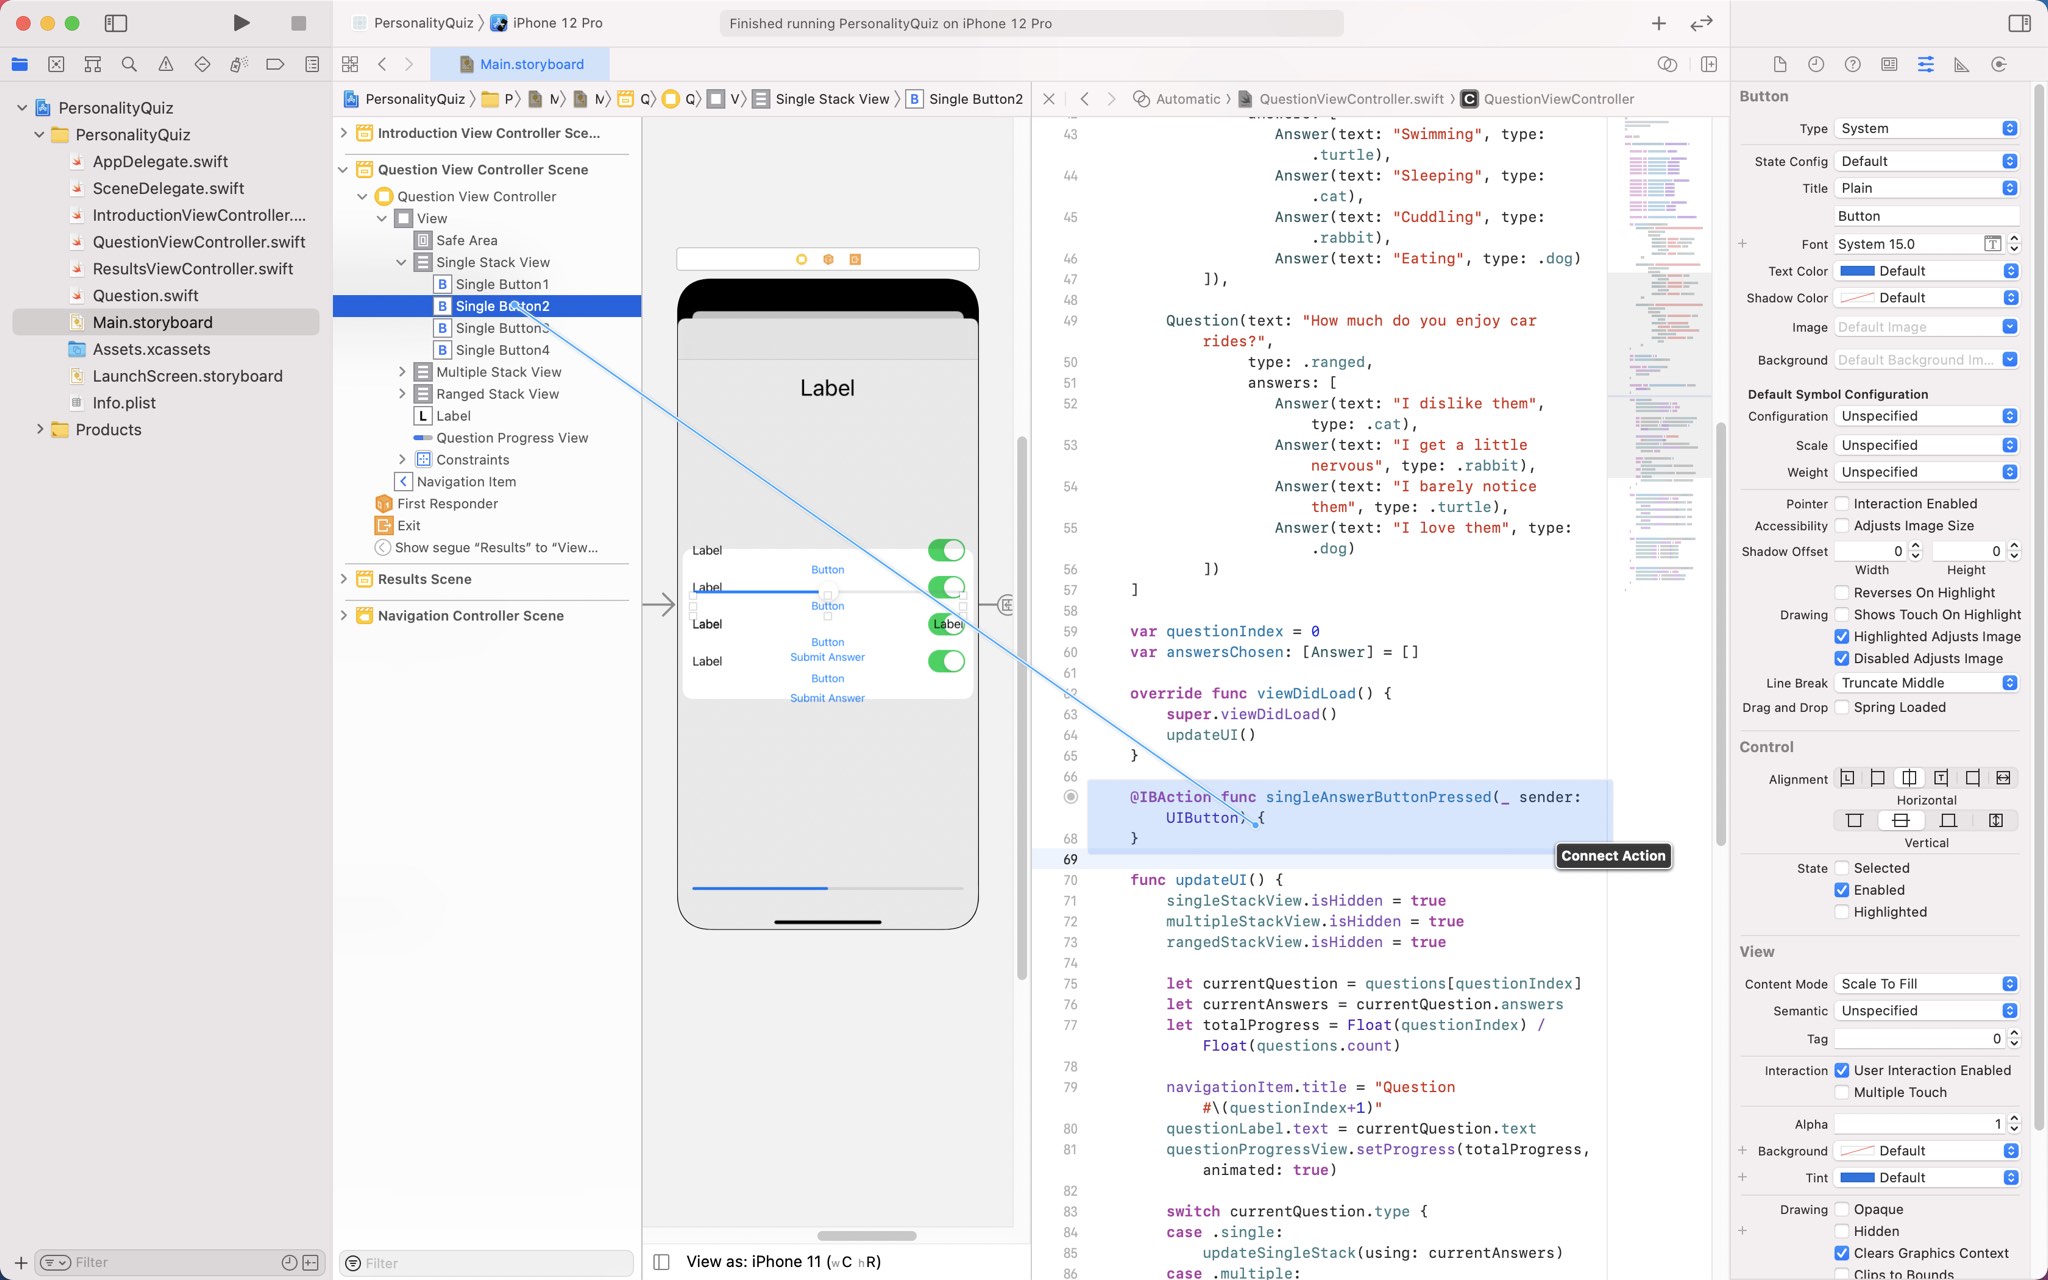 PersonalityQuiz
iPhone 12 Pro
Finished running PersonalityQuiz on iPhone 12 Pro
Main.storyboard
PersonalityQuiz
PersonalityQuiz
AppDelegate.swift
SceneDelegate.swift
IntroductionViewController....
QuestionViewController.swift
ResultsViewController.swift
Question.swift
Main.storyboard
Assets.xcassets
LaunchScreen.storyboard
Info.plist
Products
Filter
PersonalityQuiz
Single Stack View
Single Button2
Introduction View Controller Sce...
Question View Controller Scene
Question View Controller
View
Safe Area
Single Stack View
B Single Button1
B Single Button2
B Single Button3
B Single Button4
Multiple Stack View
Ranged Stack View
L Label
Question Progress View
Constraints
Navigation Item
First Responder
Exit
Show segue “Results” to “View...
Results Scene
Navigation Controller Scene
Filter
Label
Label
Button
Label
Button
Label
Label
Button
Submit Answer
Label
Button
Submit Answer
View as: iPhone 11 (wC hR)
Automatic
QuestionViewController.swift
C QuestionViewController
43 Answer(text: "Swimming", type:
.turtle),
44 Answer(text: "Sleeping", type:
.cat),
45 Answer(text: "Cuddling", type:
.rabbit),
46 Answer(text: "Eating", type: .dog)
47 ]),
48
49 Question(text: "How much do you enjoy car
rides?",
50 type: .ranged,
51 answers: [
52 Answer(text: "I dislike them",
type: .cat),
53 Answer(text: "I get a little
nervous", type: .rabbit),
54 Answer(text: "I barely notice
them", type: .turtle),
55 Answer(text: "I love them", type:
.dog)
56 ])
57 ]
58
59 var questionIndex = 0
60 var answersChosen: [Answer] = []
61
62 override func viewDidLoad() {
63 super.viewDidLoad()
64 updateUI()
65 }
66
@IBAction func singleAnswerButtonPressed(_ sender:
UIButton) {
68 }
Connect Action
69
70 func updateUI() {
71 singleStackView.isHidden = true
72 multipleStackView.isHidden = true
73 rangedStackView.isHidden = true
74
75 let currentQuestion = questions[questionIndex]
76 let currentAnswers = currentQuestion.answers
77 let totalProgress = Float(questionIndex) /
Float(questions.count)
78
79 navigationItem.title = "Question
#\(questionIndex+1)"
80 questionLabel.text = currentQuestion.text
81 questionProgressView.setProgress(totalProgress,
animated: true)
82
83 switch currentQuestion.type {
84 case .single:
85 updateSingleStack(using: currentAnswers)
86 case .multiple:
Button
Type System
State Config Default
Title Plain
Button
Font System 15.0
Text Color Default
Shadow Color Default
Image Default Image
Background Default Background Im...
Default Symbol Configuration
Configuration Unspecified
Scale Unspecified
Weight Unspecified
Pointer Interaction Enabled
Accessibility Adjusts Image Size
Shadow Offset 0 0
Width Height
Reverses On Highlight
Drawing Shows Touch On Highlight
Highlighted Adjusts Image
Disabled Adjusts Image
Line Break Truncate Middle
Drag and Drop Spring Loaded
Control
Alignment
Horizontal
Vertical
State Selected
Enabled
Highlighted
View
Content Mode Scale To Fill
Semantic Unspecified
Tag 0
Interaction User Interaction Enabled
Multiple Touch
Alpha 1
Background Default
Tint Default
Drawing Opaque
Hidden
Clears Graphics Context
Clips to Bounds